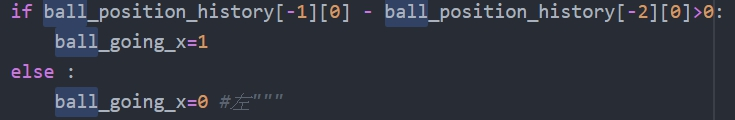 if ball_position_history[-1][0] - ball_position_history[-2][0]>0:
    ball_going_x=1
else :
    ball_going_x=0 #左"""